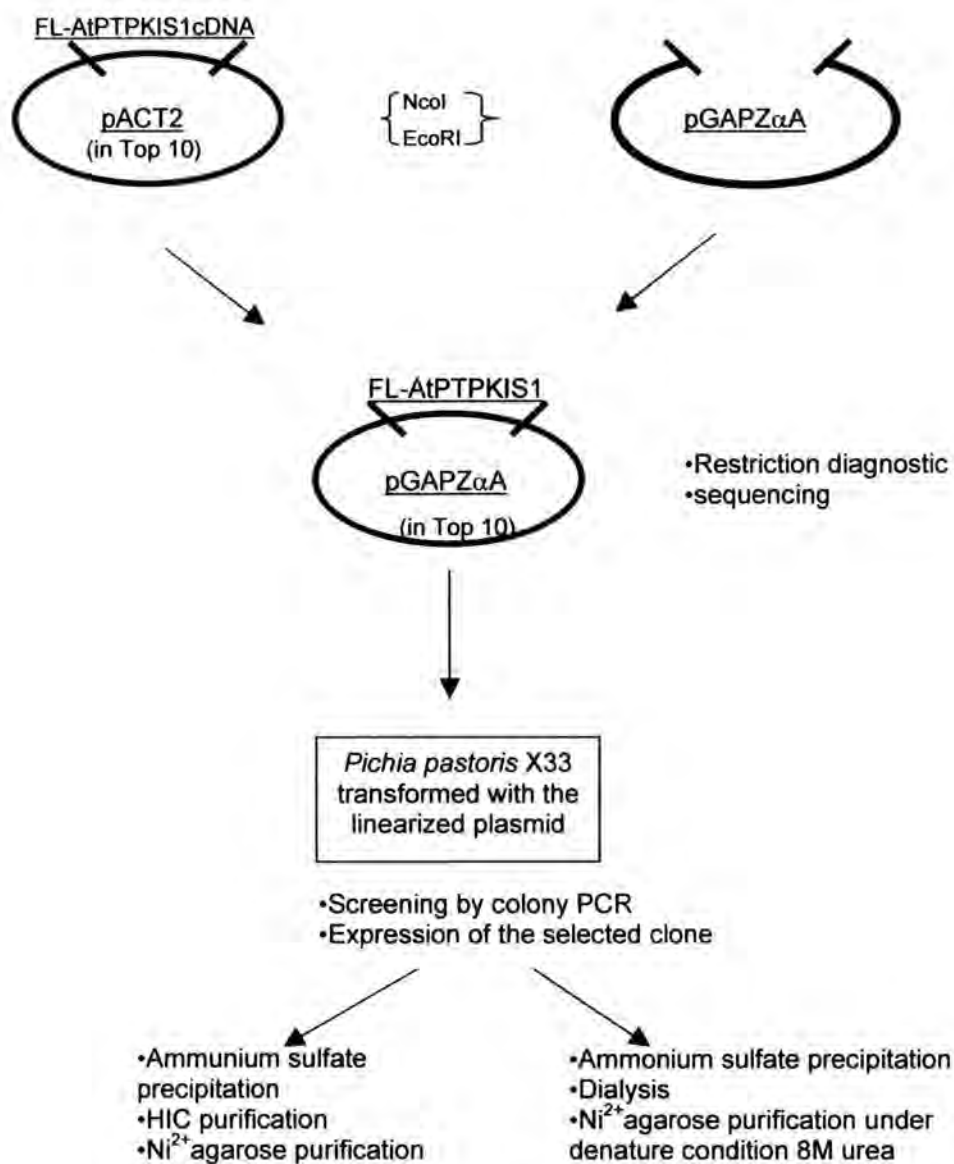 FL-AtPTPKIS1cDNA
pACT2
(in Top 10)
NcoI
EcoRI
pGAPZαA
FL-AtPTPKIS1
pGAPZαA
(in Top 10)
•Restriction diagnostic
•sequencing
Pichia pastoris X33
transformed with the
linearized plasmid
•Screening by colony PCR
•Expression of the selected clone
•Ammunium sulfate
precipitation
•HIC purification
•Ni2+agarose purification
•Ammonium sulfate precipitation
•Dialysis
•Ni2+agarose purification under
denature condition 8M urea